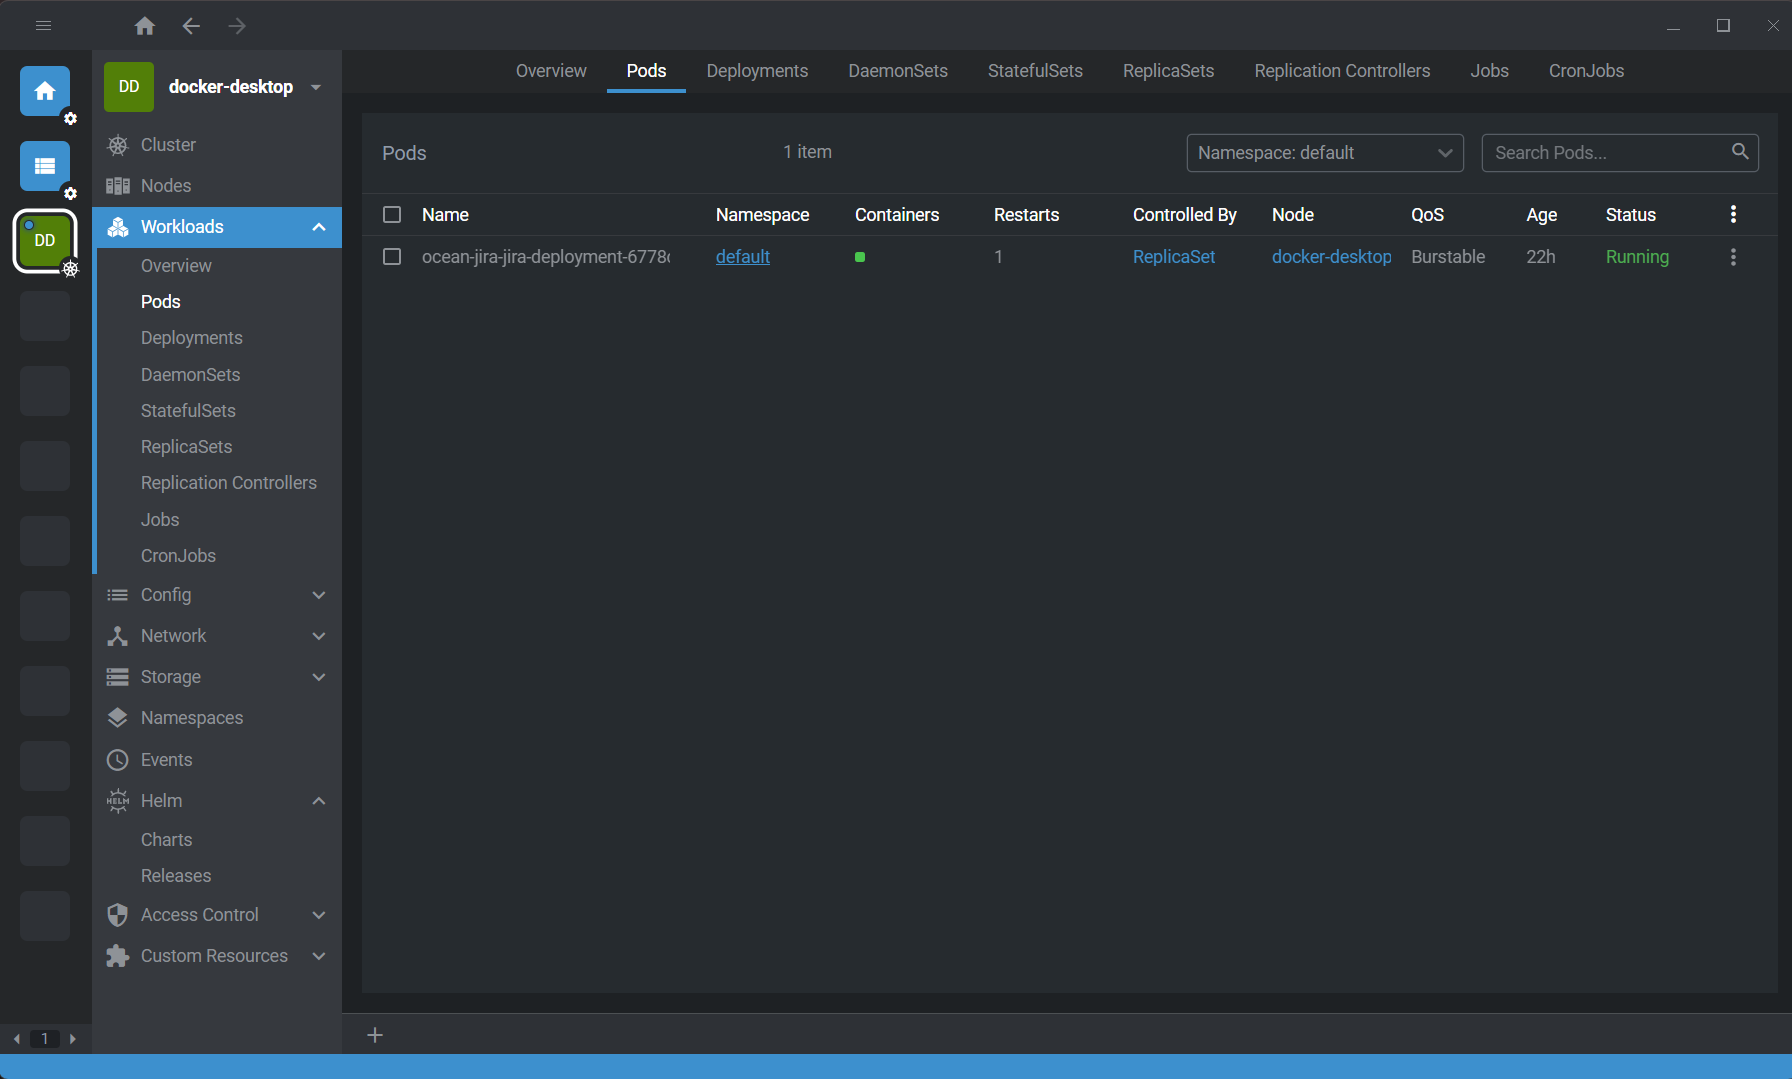 DD
docker-desktop
Overview
Pods
Deployments
DaemonSets
StatefulSets
ReplicaSets
Replication Controllers
Jobs
CronJobs
DD
Cluster
Nodes
Workloads
Overview
Pods
Deployments
DaemonSets
StatefulSets
ReplicaSets
Replication Controllers
Jobs
CronJobs
Config
Network
Storage
Namespaces
Events
HELM
Helm
Charts
Releases
Access Control
Custom Resources
1
Pods
1 item
Namespace: default
Search Pods...
Name Namespace Containers Restarts Controlled By Node QoS Age Status
ocean-jira-jira-deployment-6778 default 1 ReplicaSet docker-desktop Burstable 22h Running